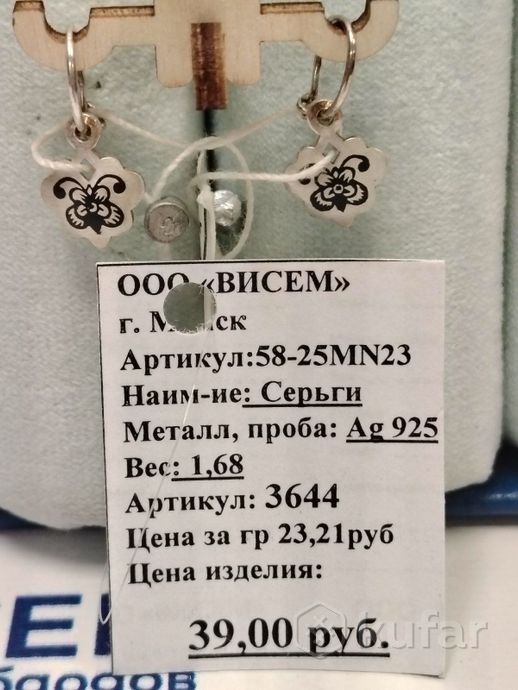 ООО «ВИСЕМ»
г. Минск
Артикул:58-25MN23
Наим-ие: Серьги
Металл, проба: Ag 925
Вес: 1,68
Артикул: 3644
Цена за гр 23,21руб
Цена изделия:
39,00 руб.
kufar